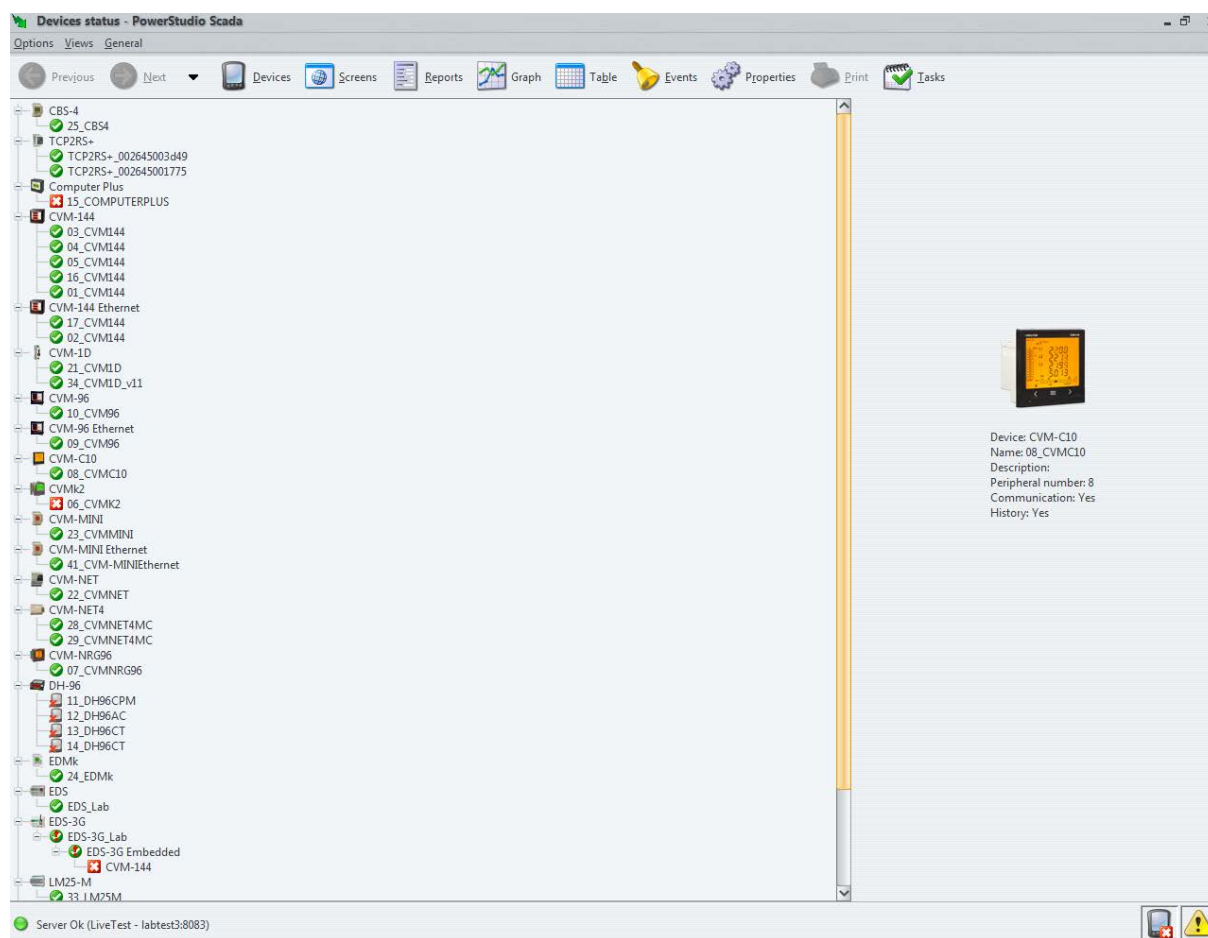 Devices status - PowerStudio Scada
Options Views General
Previous Next Devices Screens Reports Graph Table Events Properties Print Tasks
CBS-4
25_CBS4
TCP2RS+
TCP2RS+_002645003d49
TCP2RS+_002645001775
Computer Plus
15_COMPUTERPLUS
CVM-144
03_CVM144
04_CVM144
05_CVM144
16_CVM144
01_CVM144
CVM-144 Ethernet
17_CVM144
02_CVM144
CVM-1D
21_CVM1D
34_CVM1D_v11
CVM-96
10_CVM96
CVM-96 Ethernet
09_CVM96
CVM-C10
08_CVMC10
CVMk2
06_CVMK2
CVM-MINI
23_CVMMINI
CVM-MINI Ethernet
41_CVM-MINIEthernet
CVM-NET
22_CVMNET
CVM-NET4
28_CVMNET4MC
29_CVMNET4MC
CVM-NRG96
07_CVMNRG96
DH-96
11_DH96CPM
12_DH96AC
13_DH96CT
14_DH96CT
EDMk
24_EDMk
EDS
EDS_Lab
EDS-3G
EDS-3G_Lab
EDS-3G Embedded
CVM-144
LM25-M
33_LM25M
Device: CVM-C10
Name: 08_CVMC10
Description:
Peripheral number: 8
Communication: Yes
History: Yes
Server Ok (LiveTest - labtest3:8083)